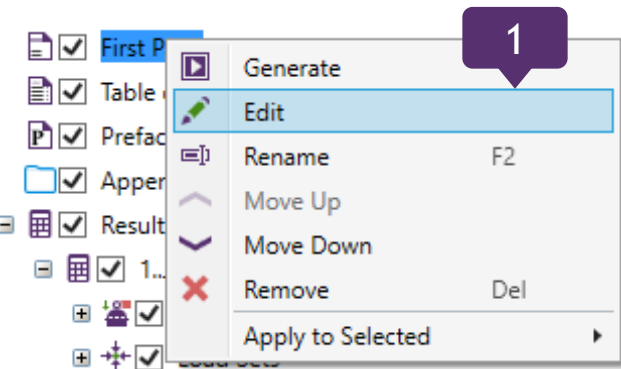 1
First P
Generate
Table
Edit
Prefac
Rename F2
Apper
Move Up
Result
Move Down
1...
Remove Del
Apply to Selected